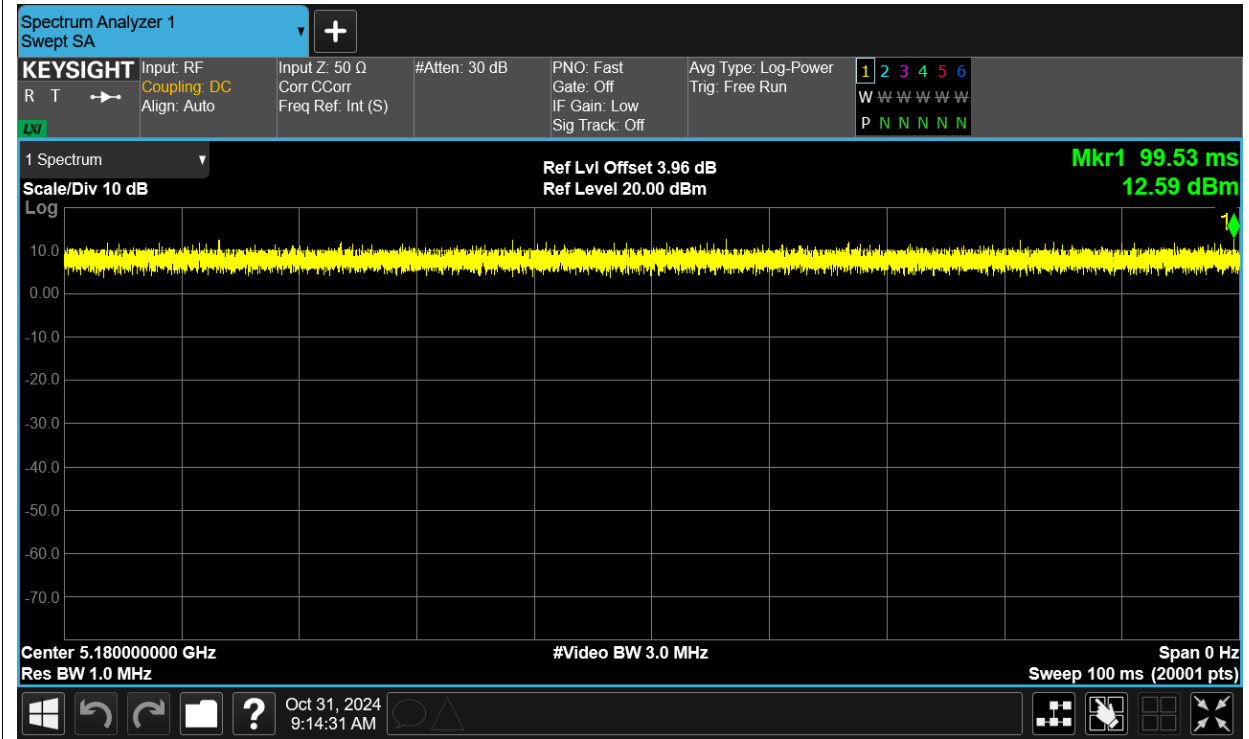 Spectrum Analyzer 1
Swept SA
KEYSIGHT
R T
LXI
Input: RF
Coupling: DC
Align: Auto
Input Z: 50 Ω
Corr CCorr
Freq Ref: Int (S)
#Atten: 30 dB
PNO: Fast
Gate: Off
IF Gain: Low
Sig Track: Off
Avg Type: Log-Power
Trig: Free Run
1 2 3 4 5 6
W W W W W W
P N N N N N
1 Spectrum
Scale/Div 10 dB
Ref Lvl Offset 3.96 dB
Ref Level 20.00 dBm
Mkr1 99.53 ms
12.59 dBm
Log
1
10.0
0.00
-10.0
-20.0
-30.0
-40.0
-50.0
-60.0
-70.0
Center 5.180000000 GHz
Res BW 1.0 MHz
#Video BW 3.0 MHz
Span 0 Hz
Sweep 100 ms (20001 pts)
?
Oct 31, 2024
9:14:31 AM